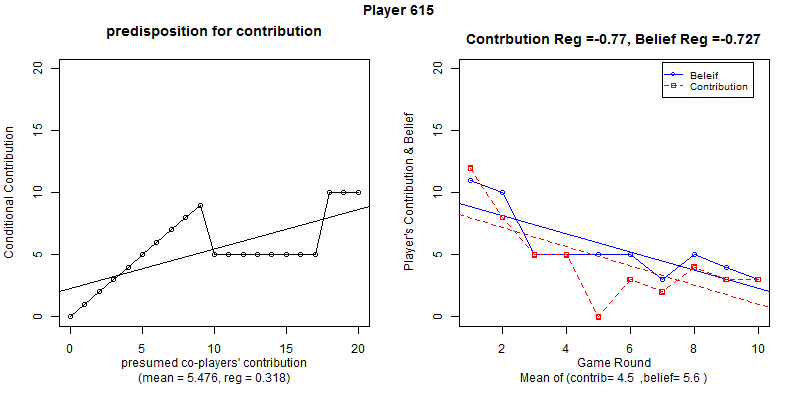 Player 615
predisposition for contribution
Conditional Contribution
20
15
10
5
0
0 5 10 15 20
presumed co-players' contribution
(mean = 5.476, reg = 0.318)
Contrbution Reg =-0.77, Belief Reg =-0.727
Player's Contribution & Belief
20
15
10
5
0
Beleif
Contribution
2 4 6 8 10
Game Round
Mean of (contrib= 4.5 ,belief= 5.6 )